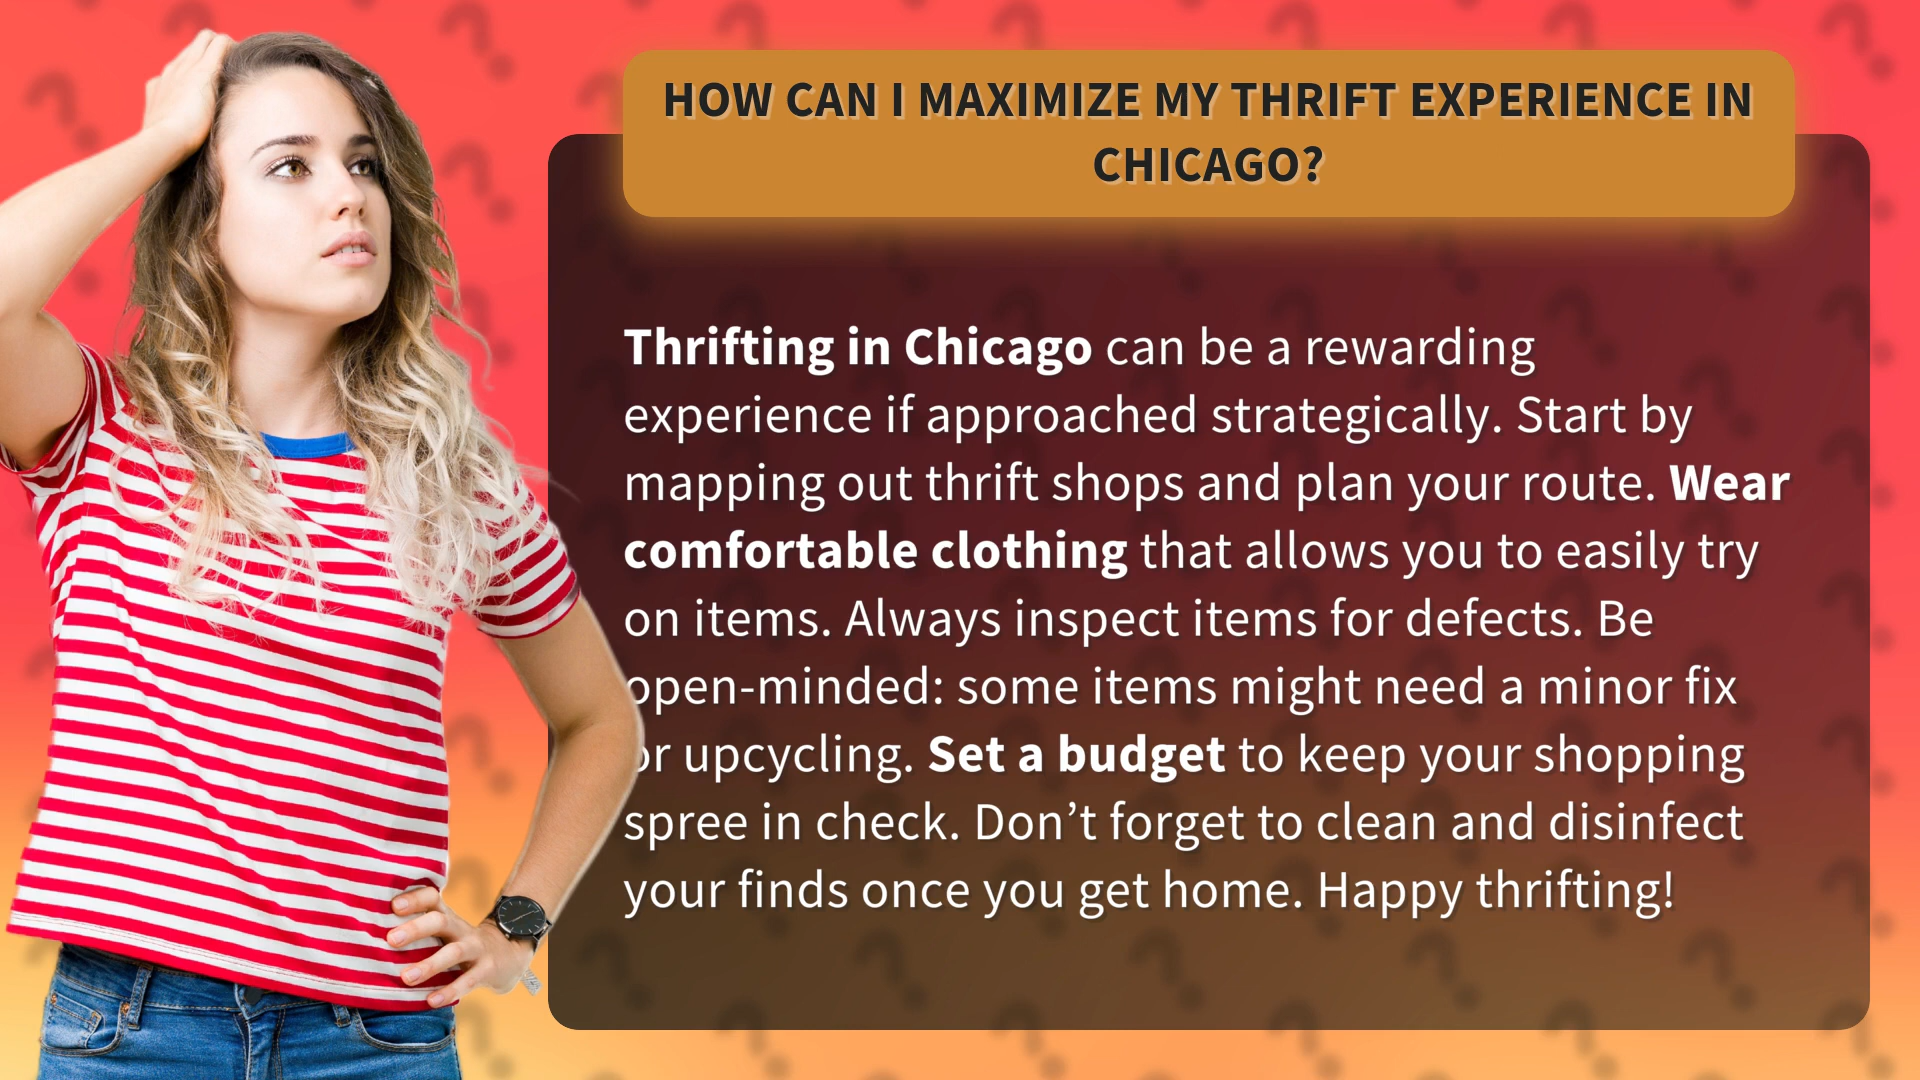 HOW CAN I MAXIMIZE MY THRIFT EXPERIENCE IN
CHICAGO?
Thrifting in Chicago can be a rewarding
experience if approached strategically. Start by
mapping out thrift shops and plan your route. Wear
comfortable clothing that allows you to easily try
on items. Always inspect items for defects. Be
open-minded: some items might need a minor fix
or upcycling. Set a budget to keep your shopping
spree in check. Don’t forget to clean and disinfect
your finds once you get home. Happy thrifting!